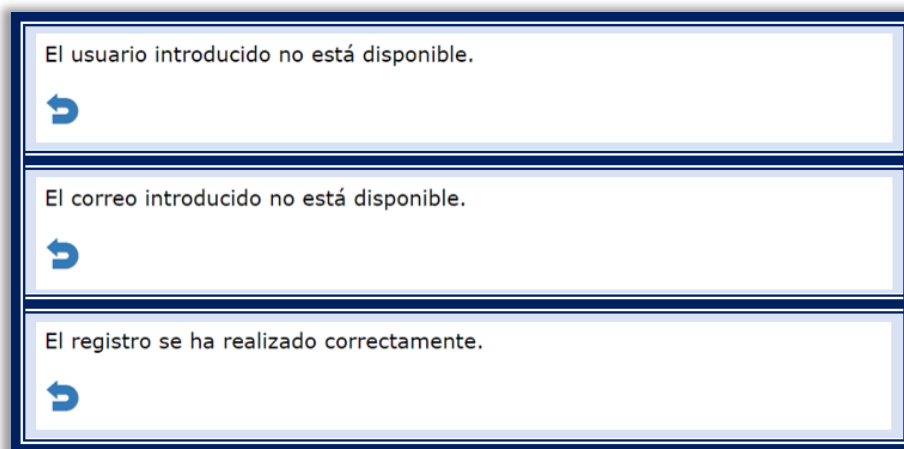 El usuario introducido no está disponible.
El correo introducido no está disponible.
El registro se ha realizado correctamente.